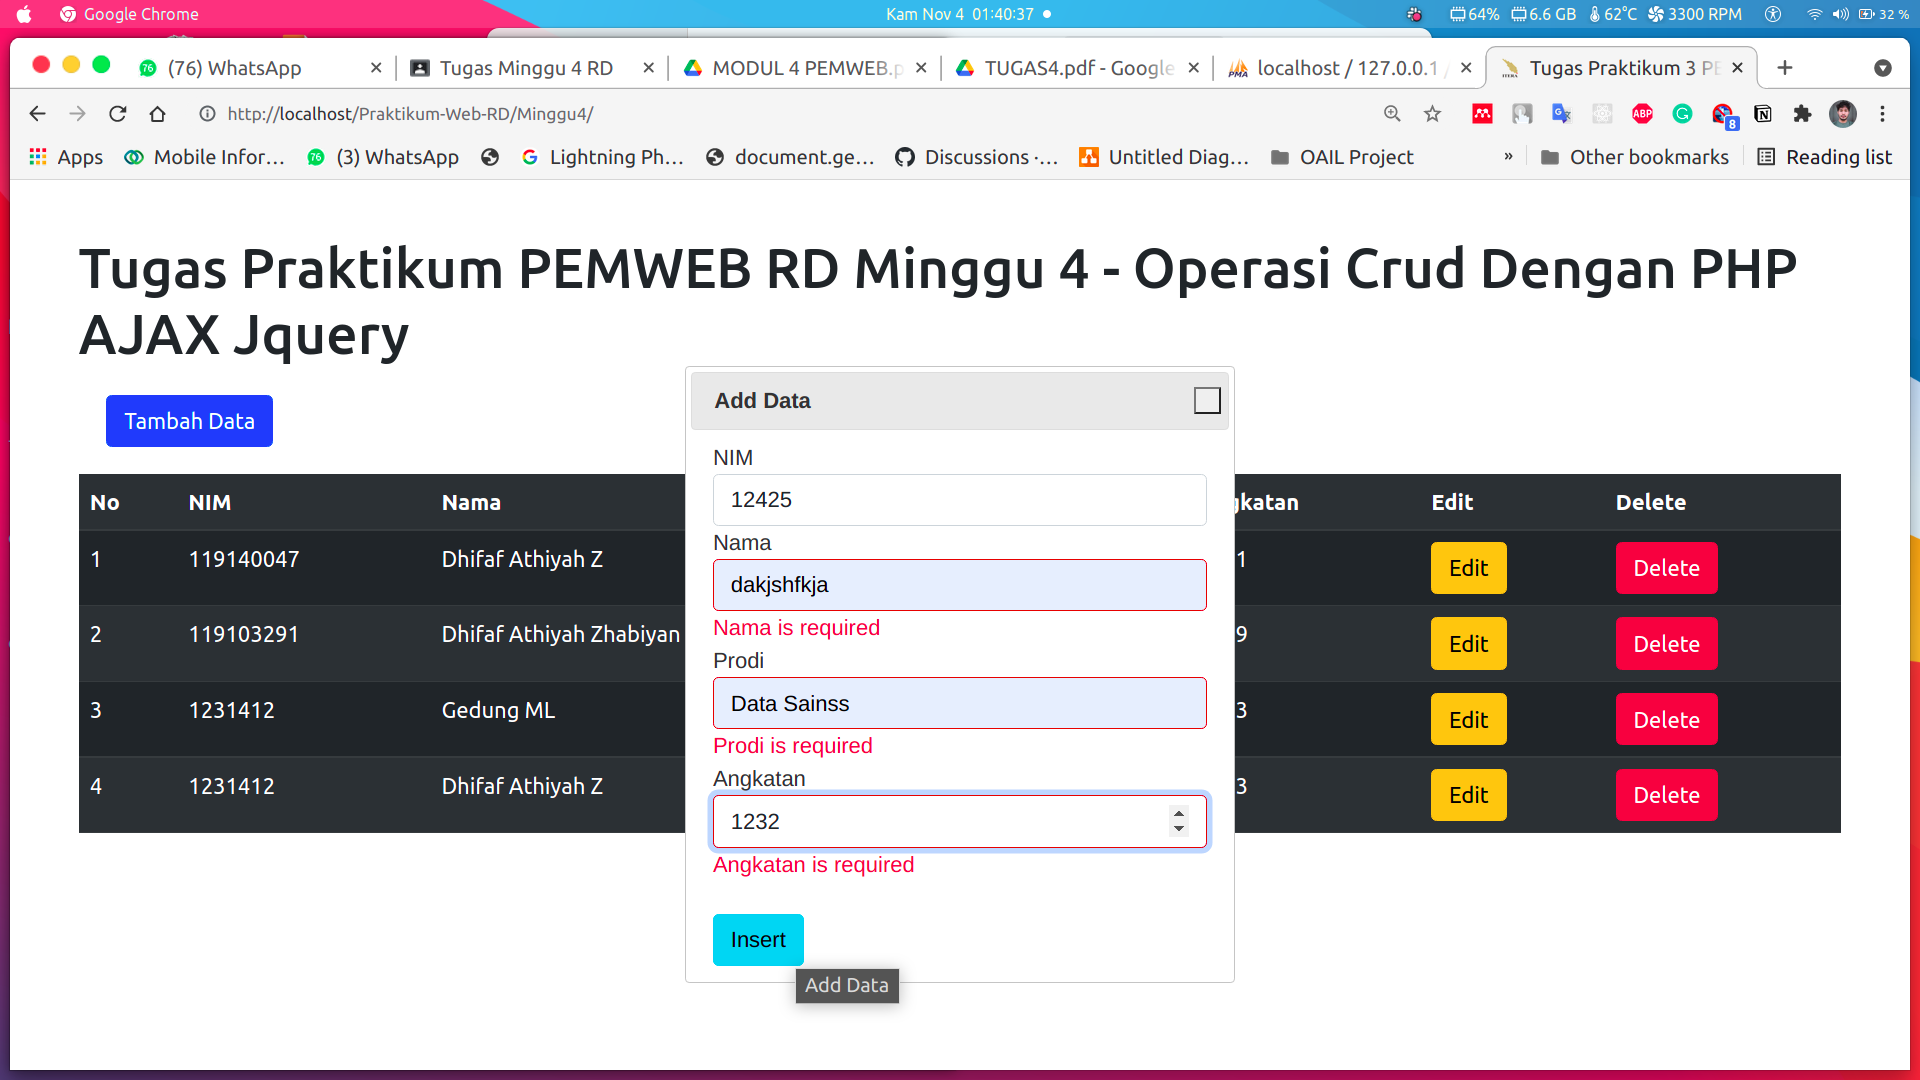 Google Chrome
Kam Nov 4 01:40:37
64% 6.6 GB 62°C 3300 RPM 32 %
(76) WhatsApp
Tugas Minggu 4 RD
MODUL 4 PEMWEB.p
TUGAS4.pdf - Google
localhost / 127.0.0.1 /
Tugas Praktikum 3 PE
http://localhost/Praktikum-Web-RD/Minggu4/
ABP
8
Apps
Mobile Infor...
(3) WhatsApp
Lightning Ph...
document.ge...
Discussions ·...
Untitled Diag...
OAIL Project
»
Other bookmarks
Reading list
Tugas Praktikum PEMWEB RD Minggu 4 - Operasi Crud Dengan PHP
AJAX Jquery
Tambah Data
No NIM Nama gkatan Edit Delete
1 119140047 Dhifaf Athiyah Z 1 Edit Delete
2 119103291 Dhifaf Athiyah Zhabiyan 9 Edit Delete
3 1231412 Gedung ML 3 Edit Delete
4 1231412 Dhifaf Athiyah Z 3 Edit Delete
Add Data
NIM
12425
Nama
dakjshfkja
Nama is required
Prodi
Data Sainss
Prodi is required
Angkatan
1232
Angkatan is required
Insert
Add Data